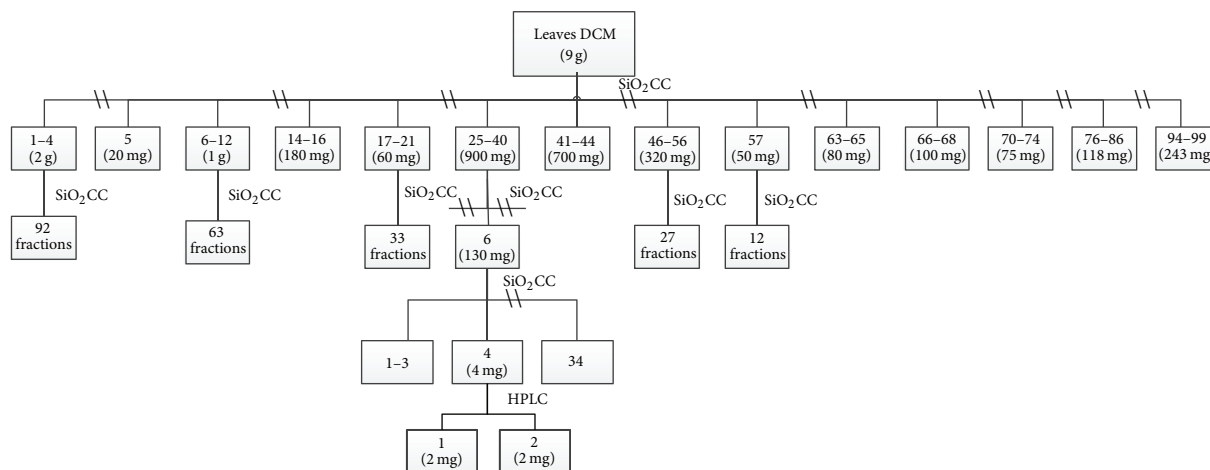 Leaves DCM
(9 g)
SiO₂CC
1–4
(2 g)
5
(20 mg)
6–12
(1 g)
14–16
(180 mg)
17–21
(60 mg)
25–40
(900 mg)
41–44
(700 mg)
46–56
(320 mg)
57
(50 mg)
63–65
(80 mg)
66–68
(100 mg)
70–74
(75 mg)
76–86
(118 mg)
94–99
(243 mg)
SiO₂CC
SiO₂CC
SiO₂CC
SiO₂CC
SiO₂CC
SiO₂CC
92
fractions
63
fractions
33
fractions
6
(130 mg)
27
fractions
12
fractions
SiO₂CC
1–3
4
(4 mg)
34
HPLC
1
(2 mg)
2
(2 mg)